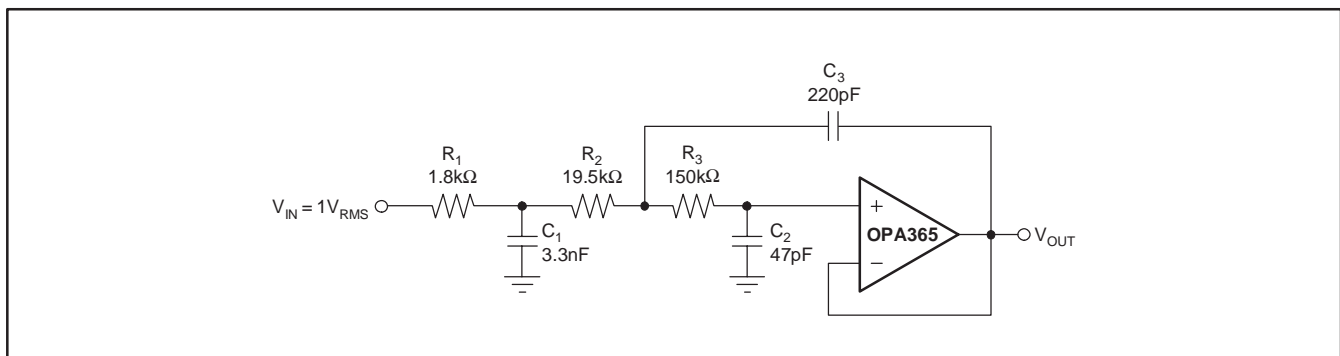 C3
220pF
R1
1.8kΩ
R2
19.5kΩ
R3
150kΩ
VIN = 1VRMS
C1
3.3nF
C2
47pF
+
OPA365
−
VOUT